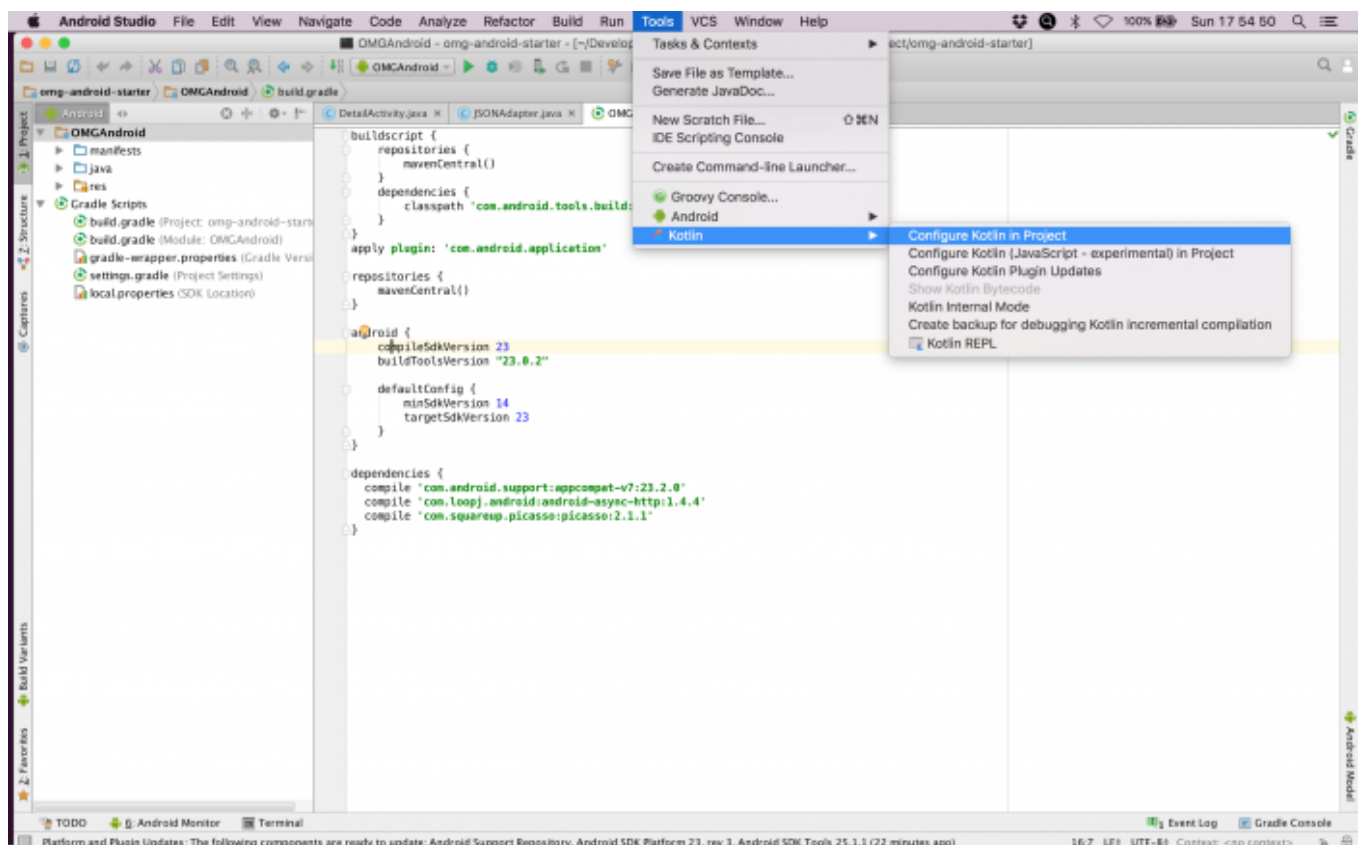 Android Studio File Edit View Navigate Code Analyze Refactor Build Run Tools VCS Window Help 100% Sun 17 54 50
OMGAndroid - omg-android-starter - [~/Develop
ect/omg-android-starter]
OMGAndroid
omg-android-starter OMGAndroid build.gradle
Android
DetailActivity.java JSONAdapter.java OMG
1: Project
Z: Structure
Captures
Build Variants
2: Favorites
OMGAndroid
manifests
java
res
Gradle Scripts
build.gradle (Project: omg-android-start
build.gradle (Module: OMGAndroid)
gradle-wrapper.properties (Gradle Versi
settings.gradle (Project Settings)
local.properties (SDK Location)
buildscript {
repositories {
mavenCentral()
}
dependencies {
classpath 'com.android.tools.build:
}
}
apply plugin: 'com.android.application'
repositories {
mavenCentral()
}
android {
compileSdkVersion 23
buildToolsVersion "23.0.2"
defaultConfig {
minSdkVersion 14
targetSdkVersion 23
}
}
dependencies {
compile 'com.android.support:appcompat-v7:23.2.0'
compile 'com.loopj.android:android-async-http:1.4.4'
compile 'com.squareup.picasso:picasso:2.1.1'
}
Tasks & Contexts
Save File as Template...
Generate JavaDoc...
New Scratch File... ⇧⌘N
IDE Scripting Console
Create Command-line Launcher...
Groovy Console...
Android
Kotlin
Configure Kotlin in Project
Configure Kotlin (JavaScript - experimental) in Project
Configure Kotlin Plugin Updates
Show Kotlin Bytecode
Kotlin Internal Mode
Create backup for debugging Kotlin incremental compilation
Kotlin REPL
Gradle
Android Model
TODO 6: Android Monitor Terminal Event Log Gradle Console
Platform and Plugin Updates: The following components are ready to update: Android Support Repository, Android SDK Platform 23, rev 3, Android SDK Tools 25.1.1 (22 minutes ago) 16:7 LF UTF-8 Context: <no context>